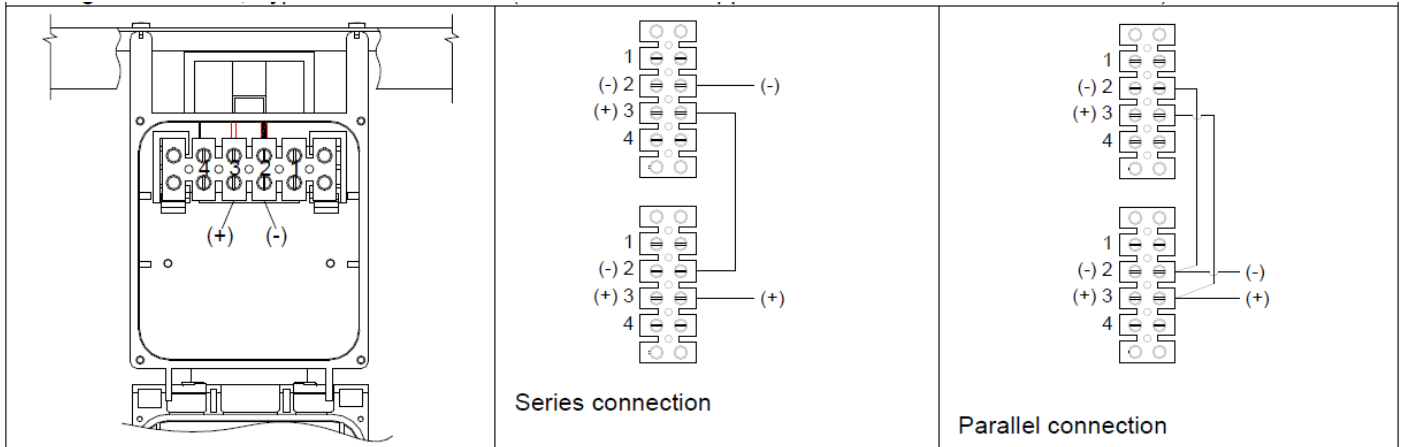 4 3 2 1
(+) (-)
1
(-) 2 (-)
(+) 3
4
1
(-) 2
(+) 3 (+)
4
Series connection
1
(-) 2
(+) 3
4
1
(-) 2 (-)
(+) 3 (+)
4
Parallel connection